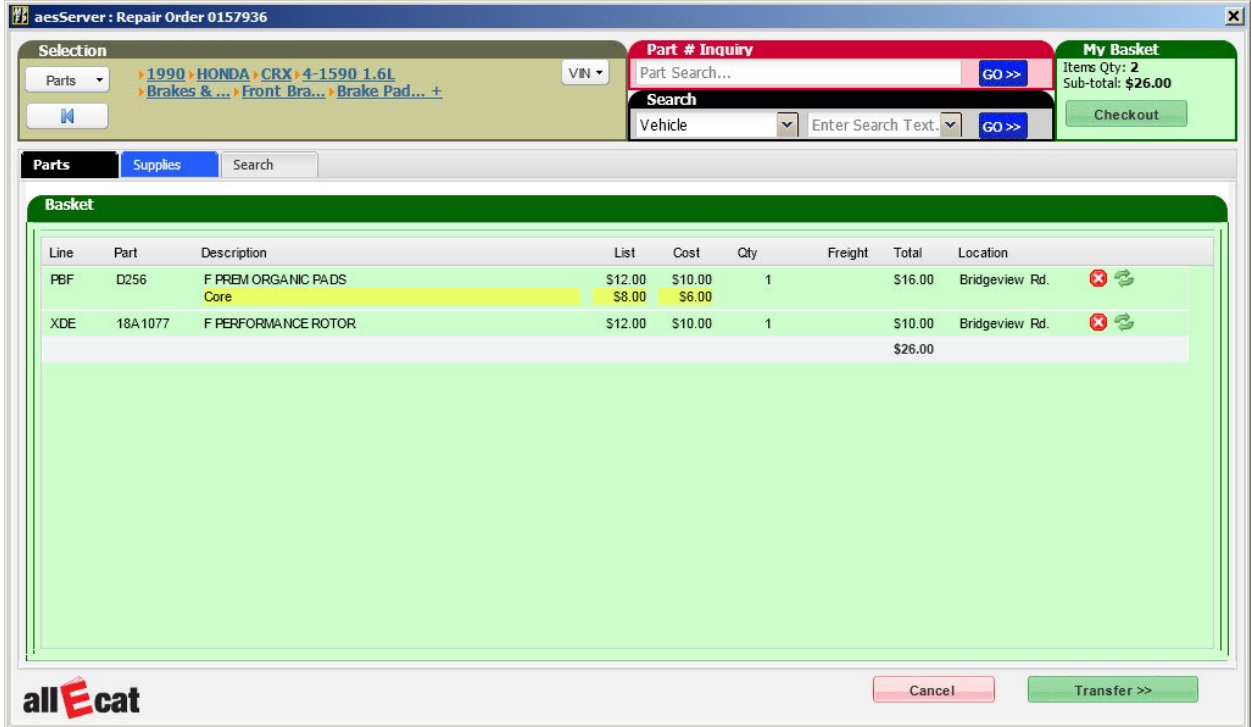 aesServer : Repair Order 0157936
Selection
Parts
1990 HONDA CRX 4-1590 1.6L
Brakes & ... Front Bra... Brake Pad... +
VIN
Part # Inquiry
Part Search...
GO >>
Search
Vehicle
Enter Search Text.
GO >>
My Basket
Items Qty: 2
Sub-total: $26.00
Checkout
Parts Supplies Search
Basket
Line Part Description List Cost Qty Freight Total Location
PBF D256 F PREM ORGANIC PADS $12.00 $10.00 1 $16.00 Bridgeview Rd.
Core $8.00 $6.00
XDE 18A1077 F PERFORMANCE ROTOR $12.00 $10.00 1 $10.00 Bridgeview Rd.
$26.00
allEcat
Cancel Transfer >>